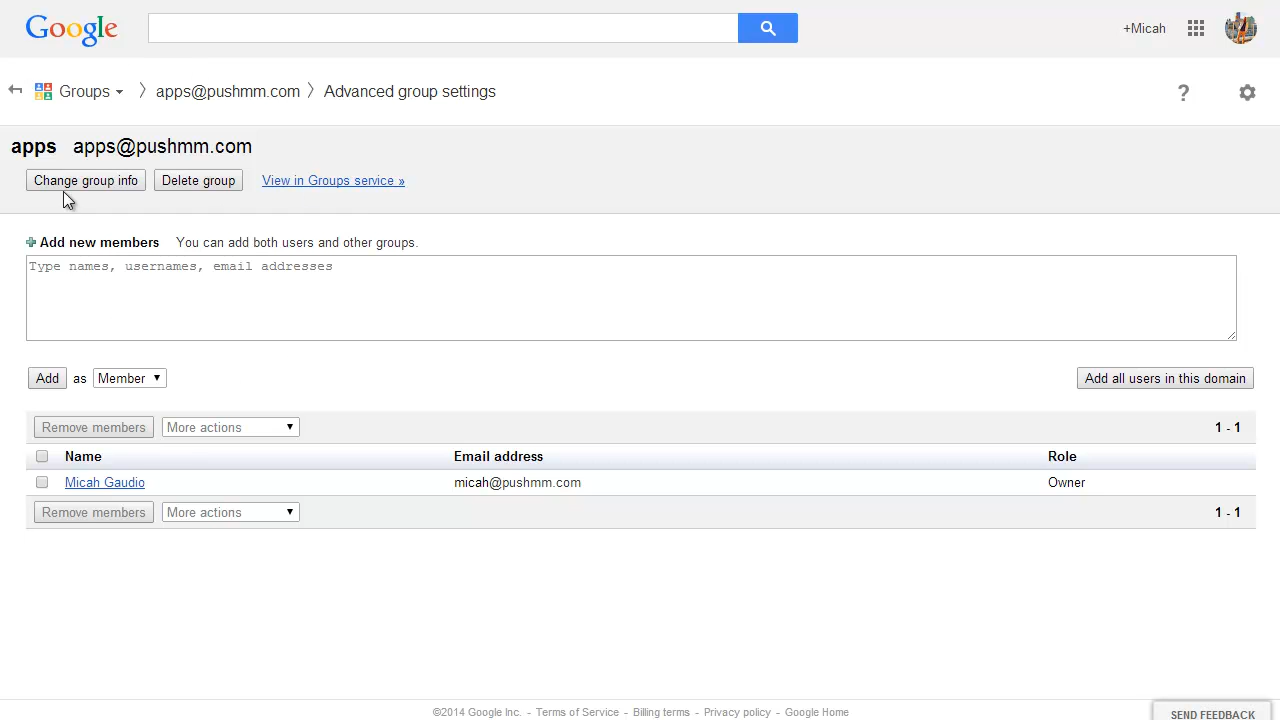 Google
+Micah
Groups
apps@pushmm.com
Advanced group settings
?
apps apps@pushmm.com
Change group info
Delete group
View in Groups service »
Add new members You can add both users and other groups.
Type names, usernames, email addresses
Add as Member
Add all users in this domain
Remove members More actions 1 - 1
Name Email address Role
Micah Gaudio micah@pushmm.com Owner
Remove members More actions 1 - 1
©2014 Google Inc. - Terms of Service - Billing terms - Privacy policy - Google Home
SEND FEEDBACK